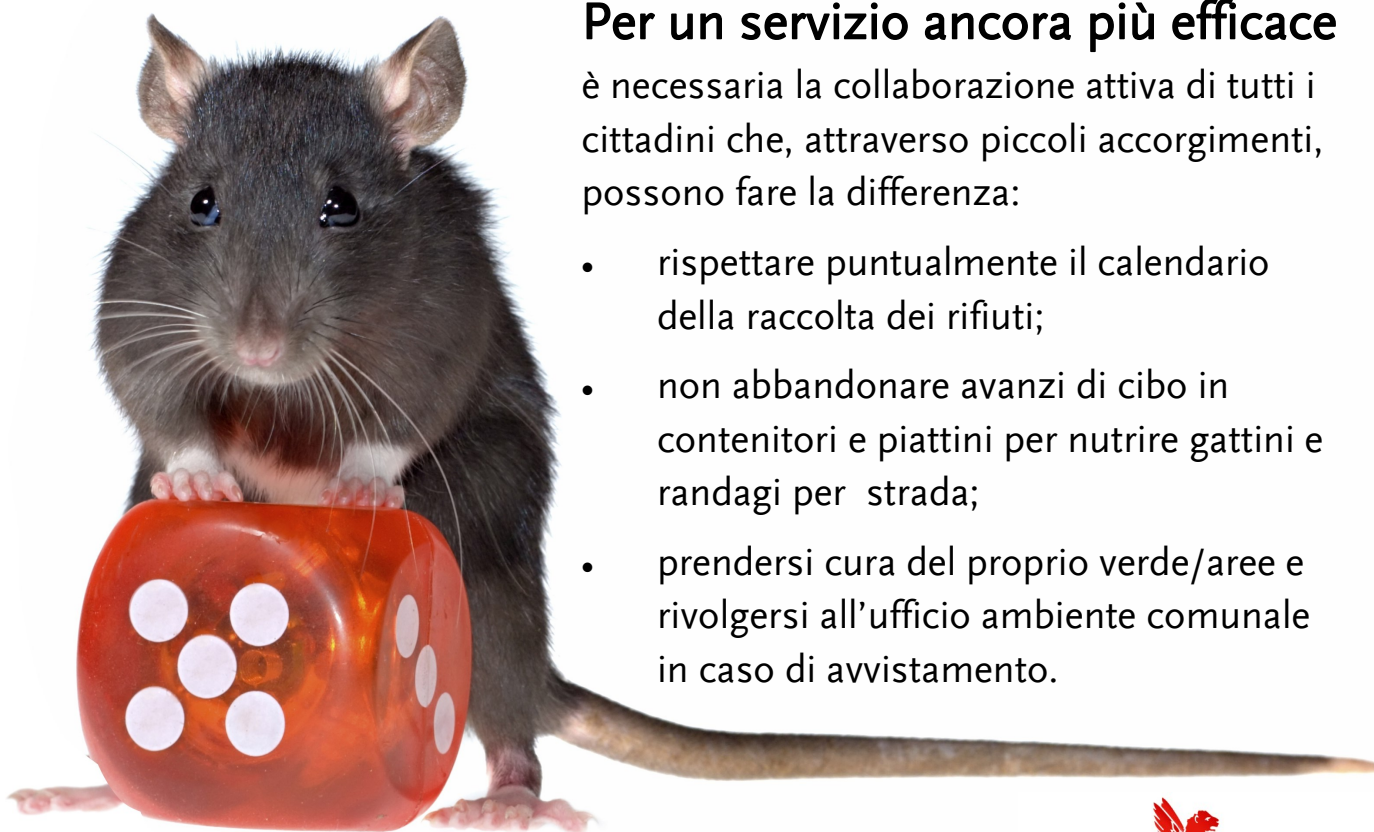 Per un servizio ancora più efficace
è necessaria la collaborazione attiva di tutti i
cittadini che, attraverso piccoli accorgimenti,
possono fare la differenza:
• rispettare puntualmente il calendario
della raccolta dei rifiuti;
• non abbandonare avanzi di cibo in
contenitori e piattini per nutrire gattini e
randagi per  strada;
• prendersi cura del proprio verde/aree e
rivolgersi all’ufficio ambiente comunale
in caso di avvistamento.